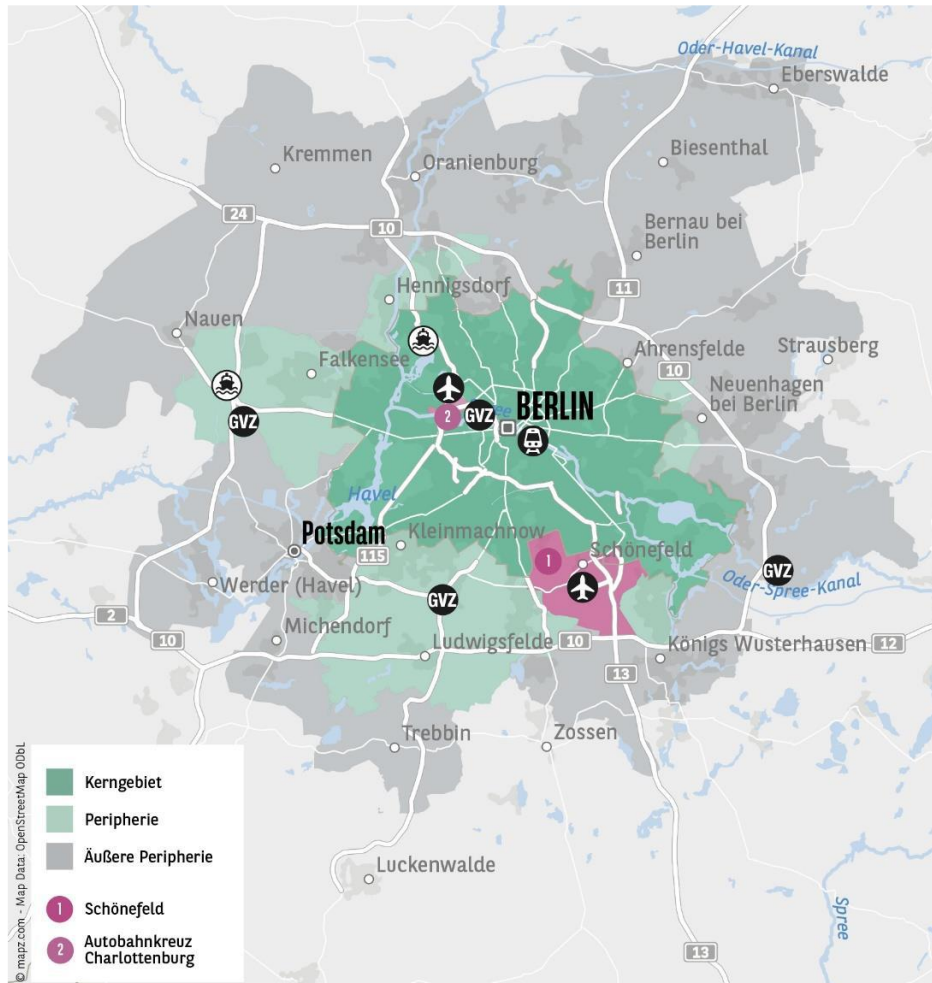 Oder-Havel-Kanal
Eberswalde
Kremmen
Oranienburg
Biesenthal
24
10
Bernau bei
Berlin
11
Hennigsdorf
Nauen
Falkensee
Ahrensfelde
Strausberg
10
Neuenhagen
bei Berlin
GVZ
2
GVZ
BERLIN
Havel
Potsdam
115
Kleinmachnow
1
Schönefeld
GVZ
GVZ
Oder-Spree-Kanal
Werder (Havel)
2
10
Michendorf
Ludwigsfelde
10
Königs Wusterhausen
12
13
Trebbin
Zossen
Luckenwalde
Spree
13
Kerngebiet
Peripherie
Äußere Peripherie
1 Schönefeld
2 Autobahnkreuz
Charlottenburg
© mapz.com - Map Data: OpenStreetMap ODbL